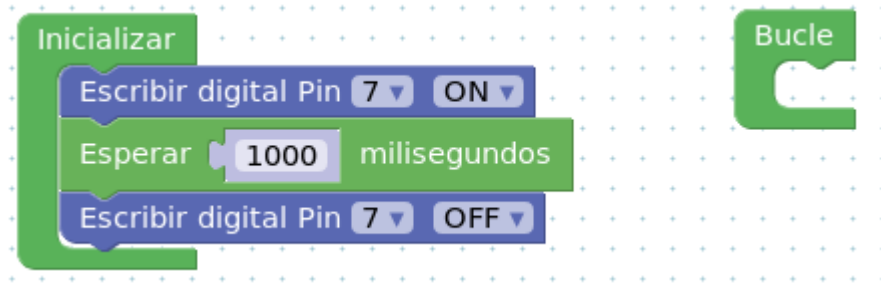 Inicializar
Escribir digital Pin 7 ON
Esperar 1000 milisegundos
Escribir digital Pin 7 OFF
Bucle